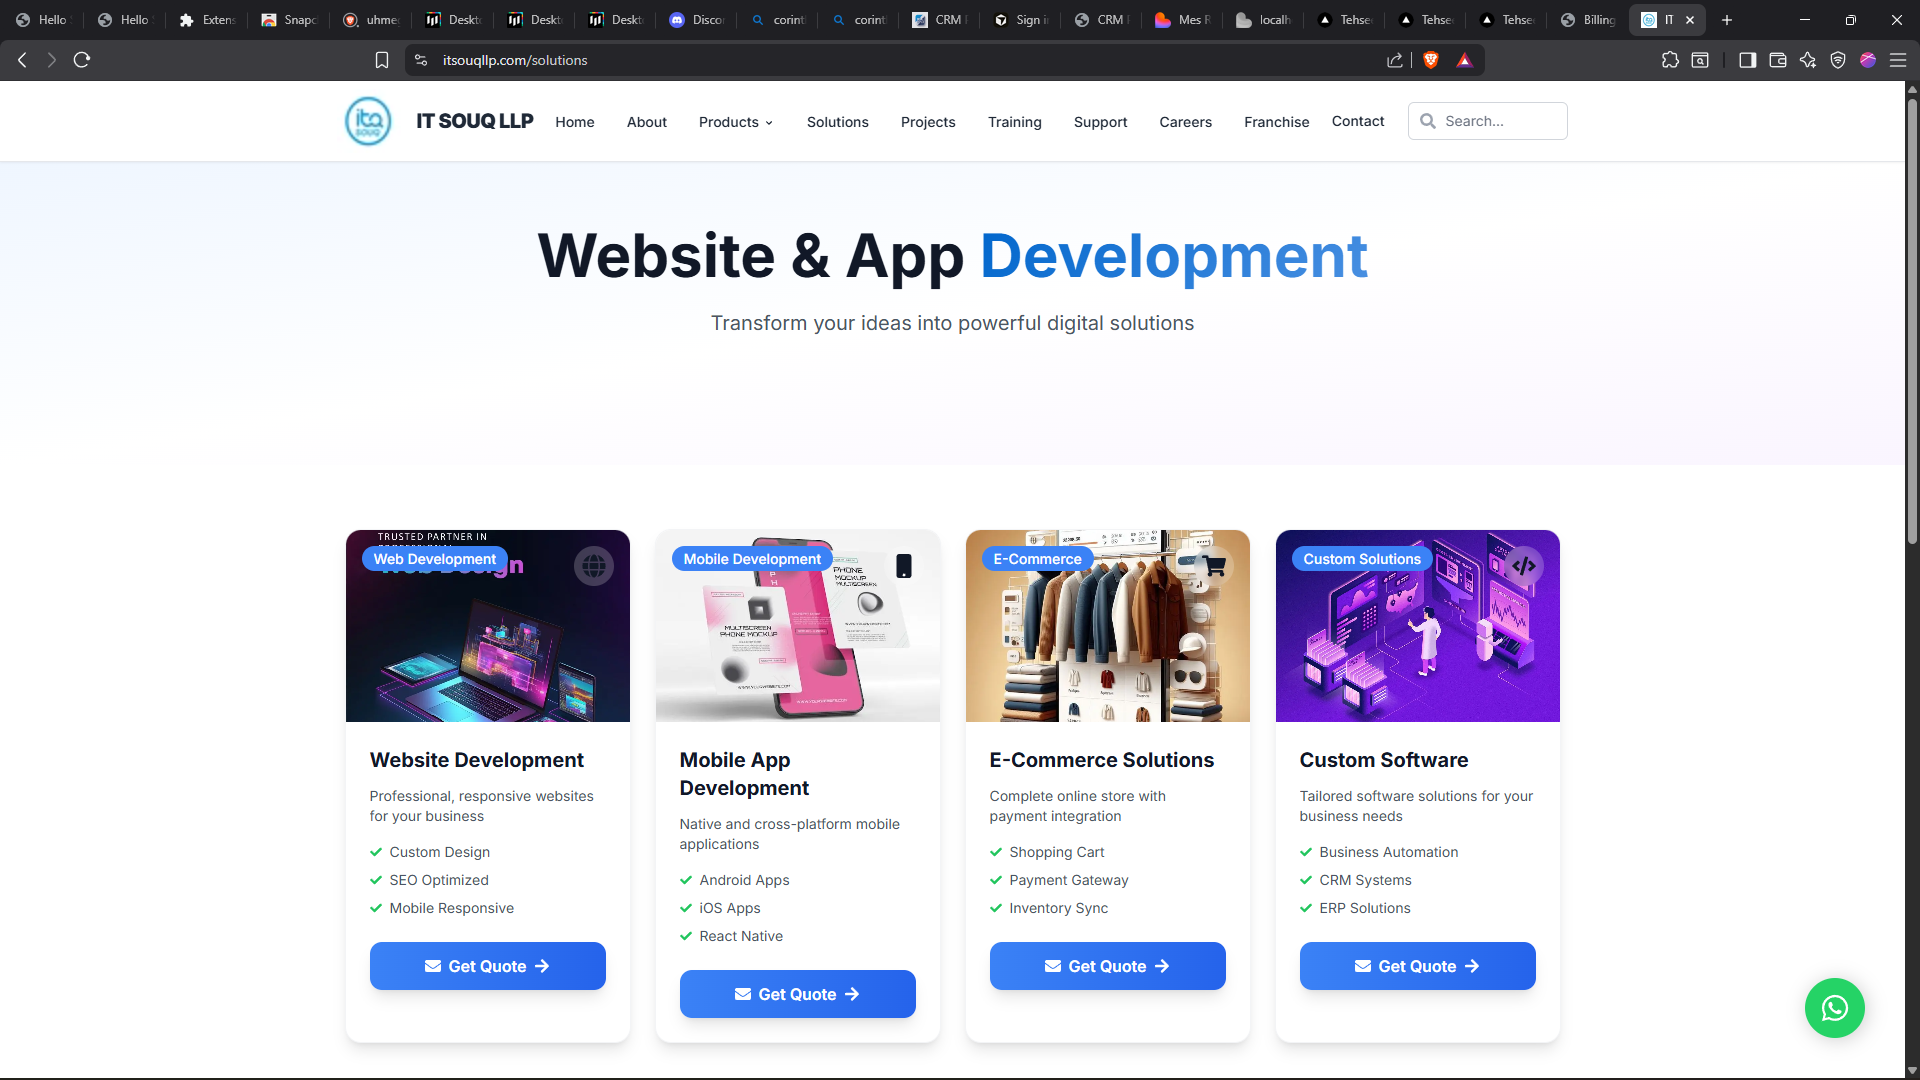 Hello
Hello
Extens
Snapc
uhme
Deskt
Deskt
Deskt
Discor
corint
corint
CRM
Sign i
CRM
Mes R
localh
Tehse
Tehse
Tehse
Billing
IT
itsouqllp.com/solutions
itq
souq
IT SOUQ LLP
Home
About
Products
Solutions
Projects
Training
Support
Careers
Franchise
Contact
Search...
Website & App Development
Transform your ideas into powerful digital solutions
TRUSTED PARTNER IN
Web Development
Mobile Development
PHONE
MOCKUP
MULTISCREEN
MULTISCREEN
PHONE MOCKUP
E-Commerce
Custom Solutions
Website Development
Professional, responsive websites
for your business
Custom Design
SEO Optimized
Mobile Responsive
Get Quote
Mobile App
Development
Native and cross-platform mobile
applications
Android Apps
iOS Apps
React Native
Get Quote
E-Commerce Solutions
Complete online store with
payment integration
Shopping Cart
Payment Gateway
Inventory Sync
Get Quote
Custom Software
Tailored software solutions for your
business needs
Business Automation
CRM Systems
ERP Solutions
Get Quote